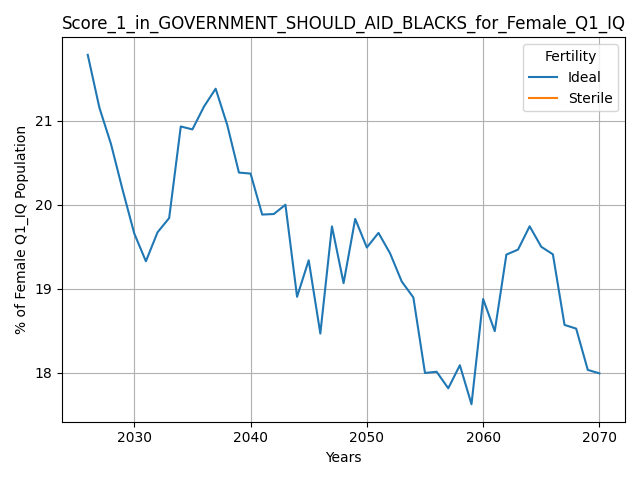 Score_1_in_GOVERNMENT_SHOULD_AID_BLACKS_for_Female_Q1_IQ
Fertility
Ideal
Sterile
21
20
19
18
% of Female Q1_IQ Population
2030
2040
2050
2060
2070
Years